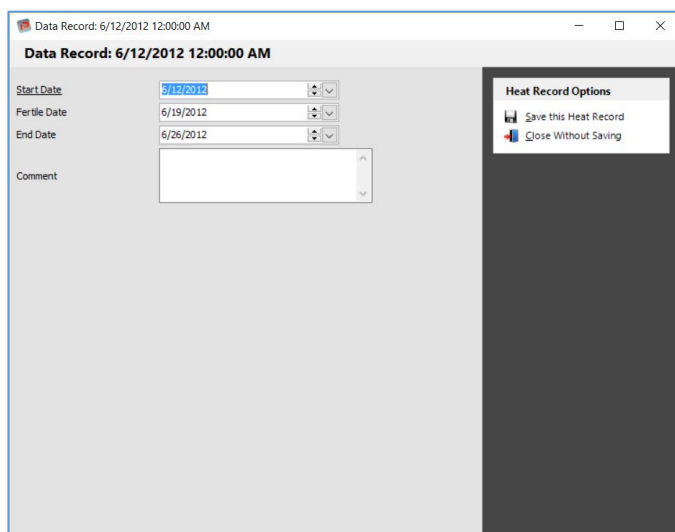 Data Record: 6/12/2012 12:00:00 AM
Data Record: 6/12/2012 12:00:00 AM
Start Date 6/12/2012
Fertile Date 6/19/2012
End Date 6/26/2012
Comment
Heat Record Options
Save this Heat Record
Close Without Saving